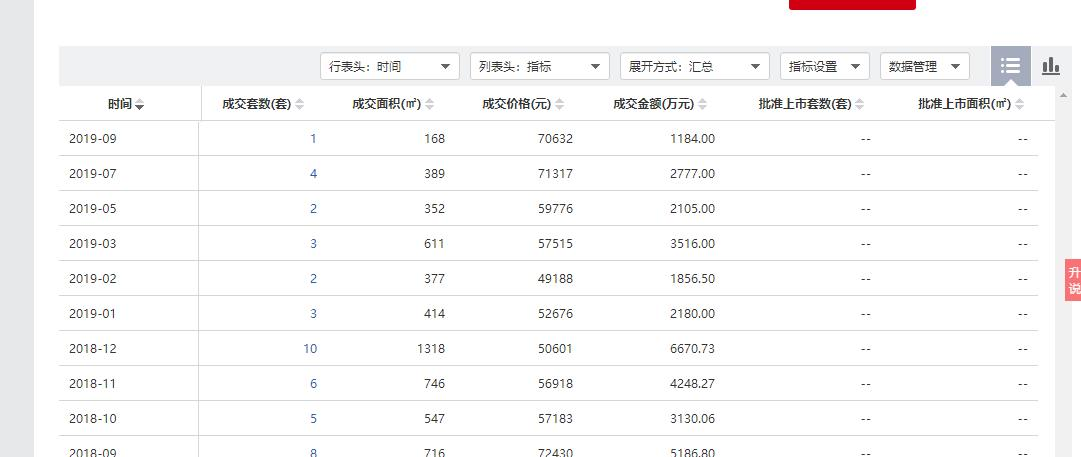 行表头：时间 列表头：指标 展开方式：汇总 指标设置 数据管理
时间 成交套数(套) 成交面积(㎡) 成交价格(元) 成交金额(万元) 批准上市套数(套) 批准上市面积(㎡)
2019-09 1 168 70632 1184.00 -- --
2019-07 4 389 71317 2777.00 -- --
2019-05 2 352 59776 2105.00 -- --
2019-03 3 611 57515 3516.00 -- --
2019-02 2 377 49188 1856.50 -- --
2019-01 3 414 52676 2180.00 -- --
2018-12 10 1318 50601 6670.73 -- --
2018-11 6 746 56918 4248.27 -- --
2018-10 5 547 57183 3130.06 -- --
2018-09 8 716 72430 5186.80 -- --
升
说